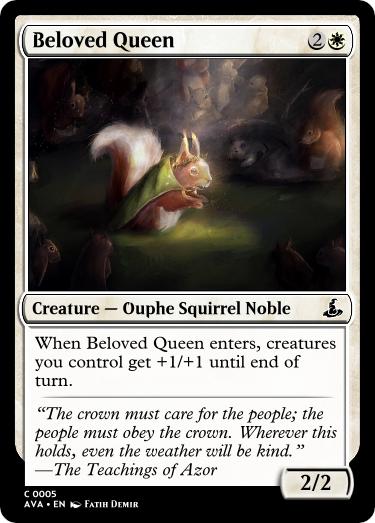 Beloved Queen 2
Creature — Ouphe Squirrel Noble
When Beloved Queen enters, creatures
you control get +1/+1 until end of
turn.
“The crown must care for the people; the
people must obey the crown. Wherever this
holds, even the weather will be kind.”
—The Teachings of Azor
2/2
C 0005
AVA • EN Fatih Demir